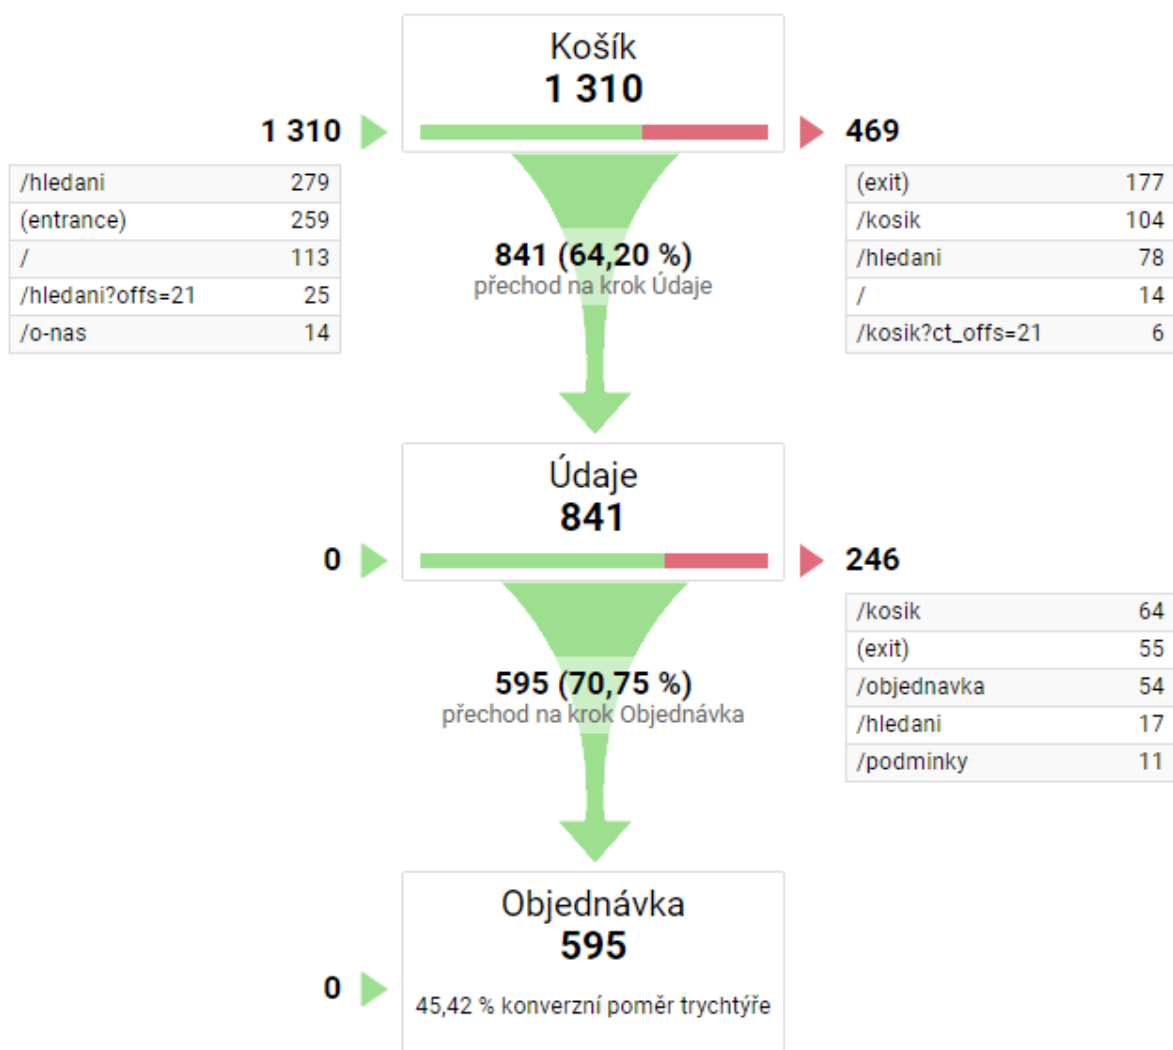 Košík
1 310
1 310
469
/hledani 279
(entrance) 259
/ 113
/hledani?offs=21 25
/o-nas 14
(exit) 177
/kosik 104
/hledani 78
/ 14
/kosik?ct_offs=21 6
841 (64,20 %)
přechod na krok Údaje
Údaje
841
0
246
/kosik 64
(exit) 55
/objednavka 54
/hledani 17
/podminky 11
595 (70,75 %)
přechod na krok Objednávka
Objednávka
595
0
45,42 % konverzní poměr trychtýře